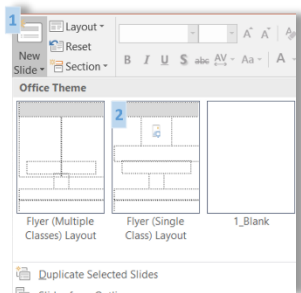 1
Layout
Reset
New
Slide
Section
B I U S abc AV Aa A
Office Theme
2
Flyer (Multiple
Classes) Layout
Flyer (Single
Class) Layout
1_Blank
Duplicate Selected Slides